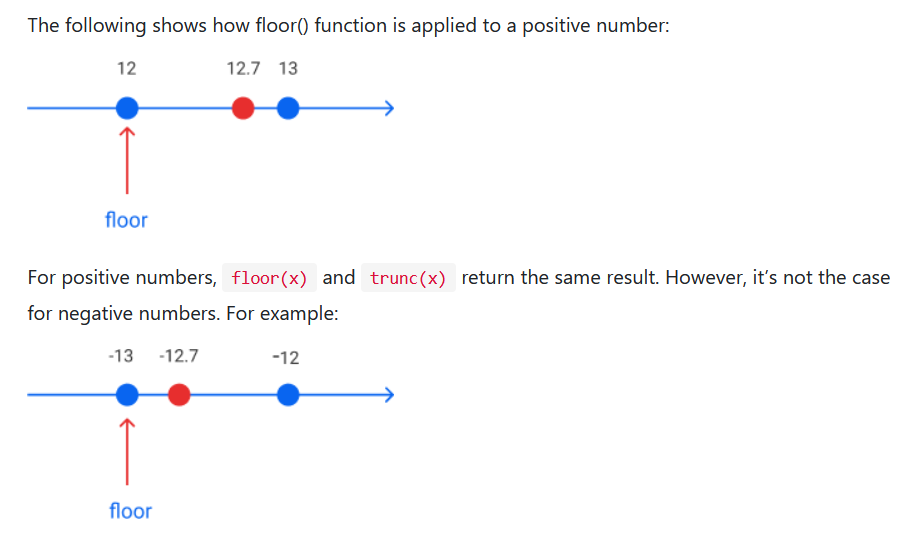 The following shows how floor() function is applied to a positive number:
12 12.7 13
floor
For positive numbers, floor(x) and trunc(x) return the same result. However, it’s not the case
for negative numbers. For example:
-13 -12.7 -12
floor